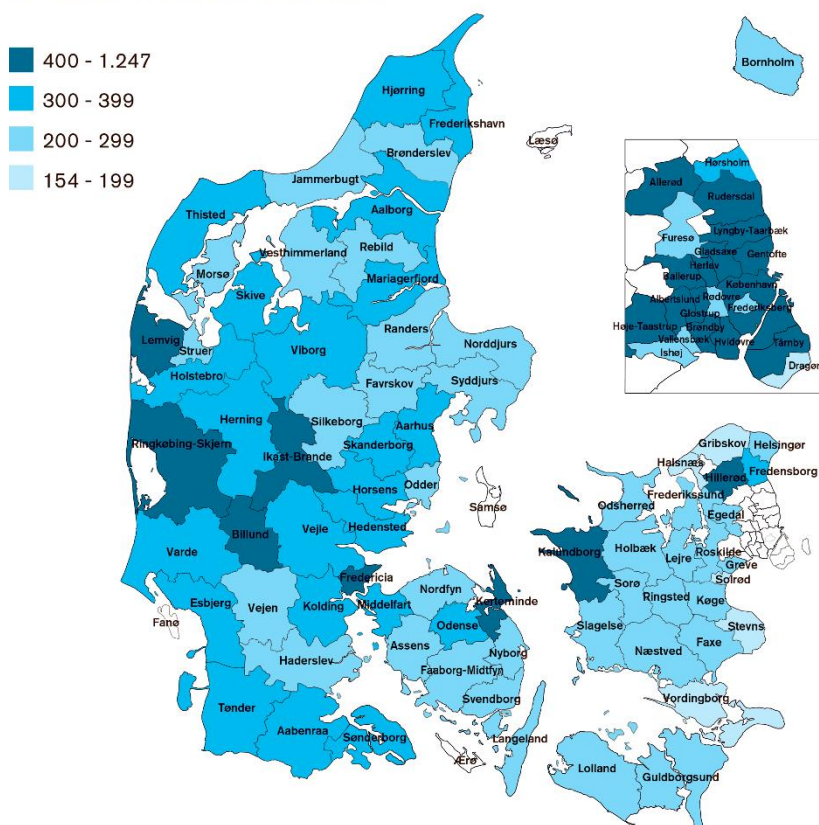 400 - 1.247
300 - 399
200 - 299
154 - 199
Bornholm
Hjørring
Frederikshavn
Læsø
Brønderslev
Jammerbugt
Thisted
Aalborg
Vesthimmerland
Rebild
Morsø
Mariagerfjord
Skive
Lemvig
Struer
Viborg
Randers
Norddjurs
Holstebro
Favrskov
Syddjurs
Herning
Silkeborg
Aarhus
Ringkøbing-Skjern
Skanderborg
Ikast-Brande
Horsens
Odder
Samsø
Billund
Vejle
Hedensted
Varde
Fredericia
Esbjerg
Vejen
Kolding
Middelfart
Fanø
Nordfyn
Kerteminde
Odense
Assens
Nyborg
Haderslev
Faaborg-Midtfyn
Svendborg
Tønder
Aabenraa
Sønderborg
Langeland
Ærø
Hørsholm
Allerød
Rudersdal
Furesø
Lyngby-Taarbæk
Gladsaxe
Gentofte
Herlev
Ballerup
København
Albertslund
Rødovre
Frederiksberg
Glostrup
Høje-Taastrup
Brøndby
Vallensbæk
Hvidovre
Tårnby
Ishøj
Dragør
Gribskov
Helsingør
Halsnæs
Hillerød
Fredensborg
Frederikssund
Odsherred
Egedal
Kalundborg
Holbæk
Lejre
Roskilde
Greve
Solrød
Sorø
Ringsted
Køge
Slagelse
Stevns
Faxe
Næstved
Vordingborg
Lolland
Guldborgsund